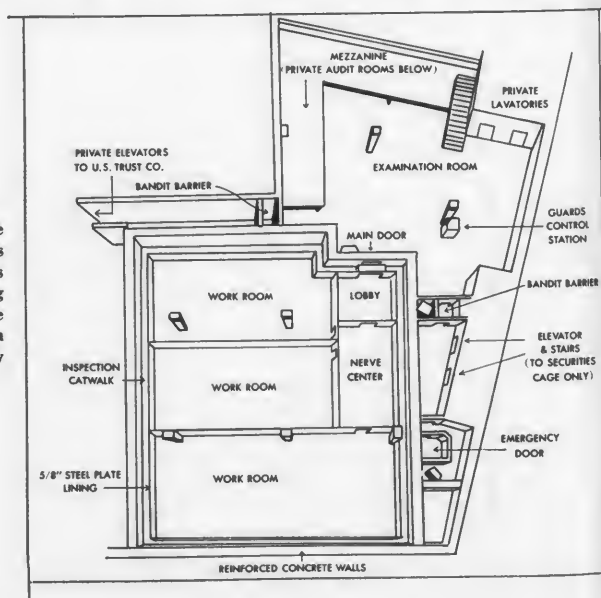 MEZZANINE
(PRIVATE AUDIT ROOMS BELOW)
PRIVATE
LAVATORIES
PRIVATE ELEVATORS
TO U.S. TRUST CO.
BANDIT BARRIER
EXAMINATION ROOM
GUARDS
CONTROL
STATION
MAIN DOOR
BANDIT BARRIER
WORK ROOM
LOBBY
ELEVATOR
& STAIRS
(TO SECURITIES
CAGE ONLY)
INSPECTION
CATWALK
WORK ROOM
NERVE
CENTER
EMERGENCY
DOOR
5/8" STEEL PLATE
LINING
WORK ROOM
REINFORCED CONCRETE WALLS